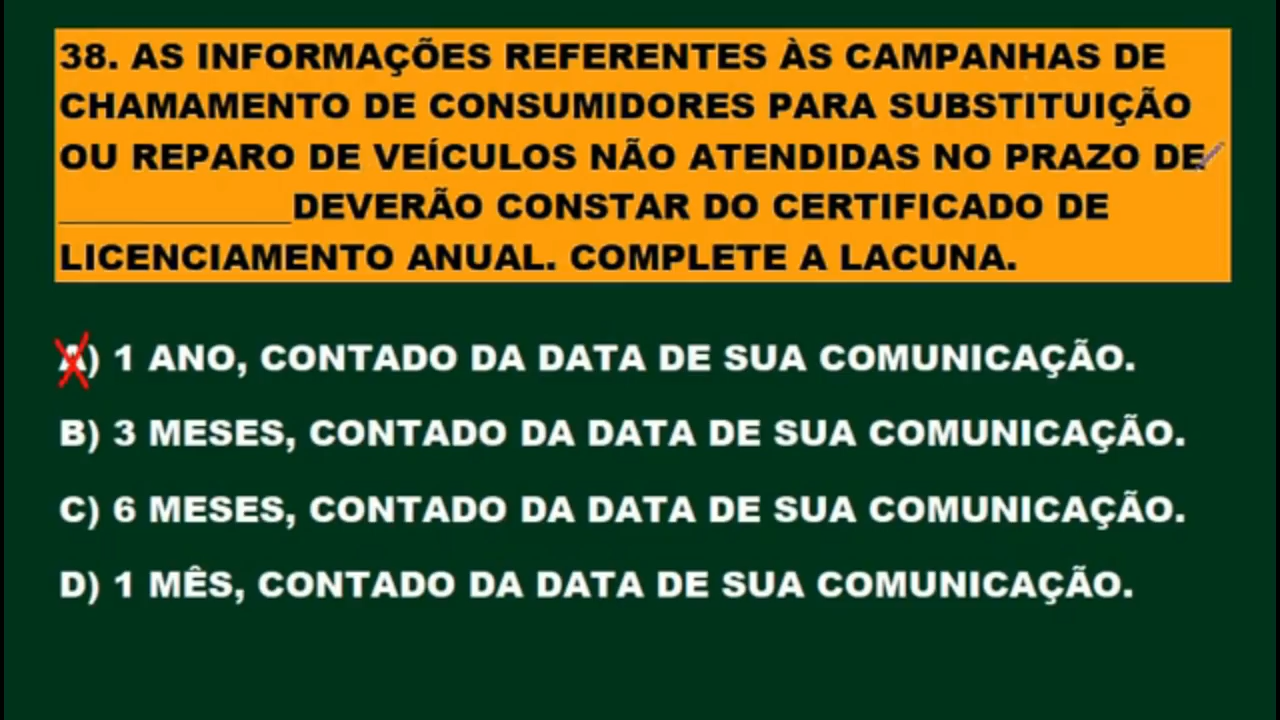 38. AS INFORMAÇÕES REFERENTES ÀS CAMPANHAS DE
CHAMAMENTO DE CONSUMIDORES PARA SUBSTITUIÇÃO
OU REPARO DE VEÍCULOS NÃO ATENDIDAS NO PRAZO DE
_____________DEVERÃO CONSTAR DO CERTIFICADO DE
LICENCIAMENTO ANUAL. COMPLETE A LACUNA.
A) 1 ANO, CONTADO DA DATA DE SUA COMUNICAÇÃO.
B) 3 MESES, CONTADO DA DATA DE SUA COMUNICAÇÃO.
C) 6 MESES, CONTADO DA DATA DE SUA COMUNICAÇÃO.
D) 1 MÊS, CONTADO DA DATA DE SUA COMUNICAÇÃO.